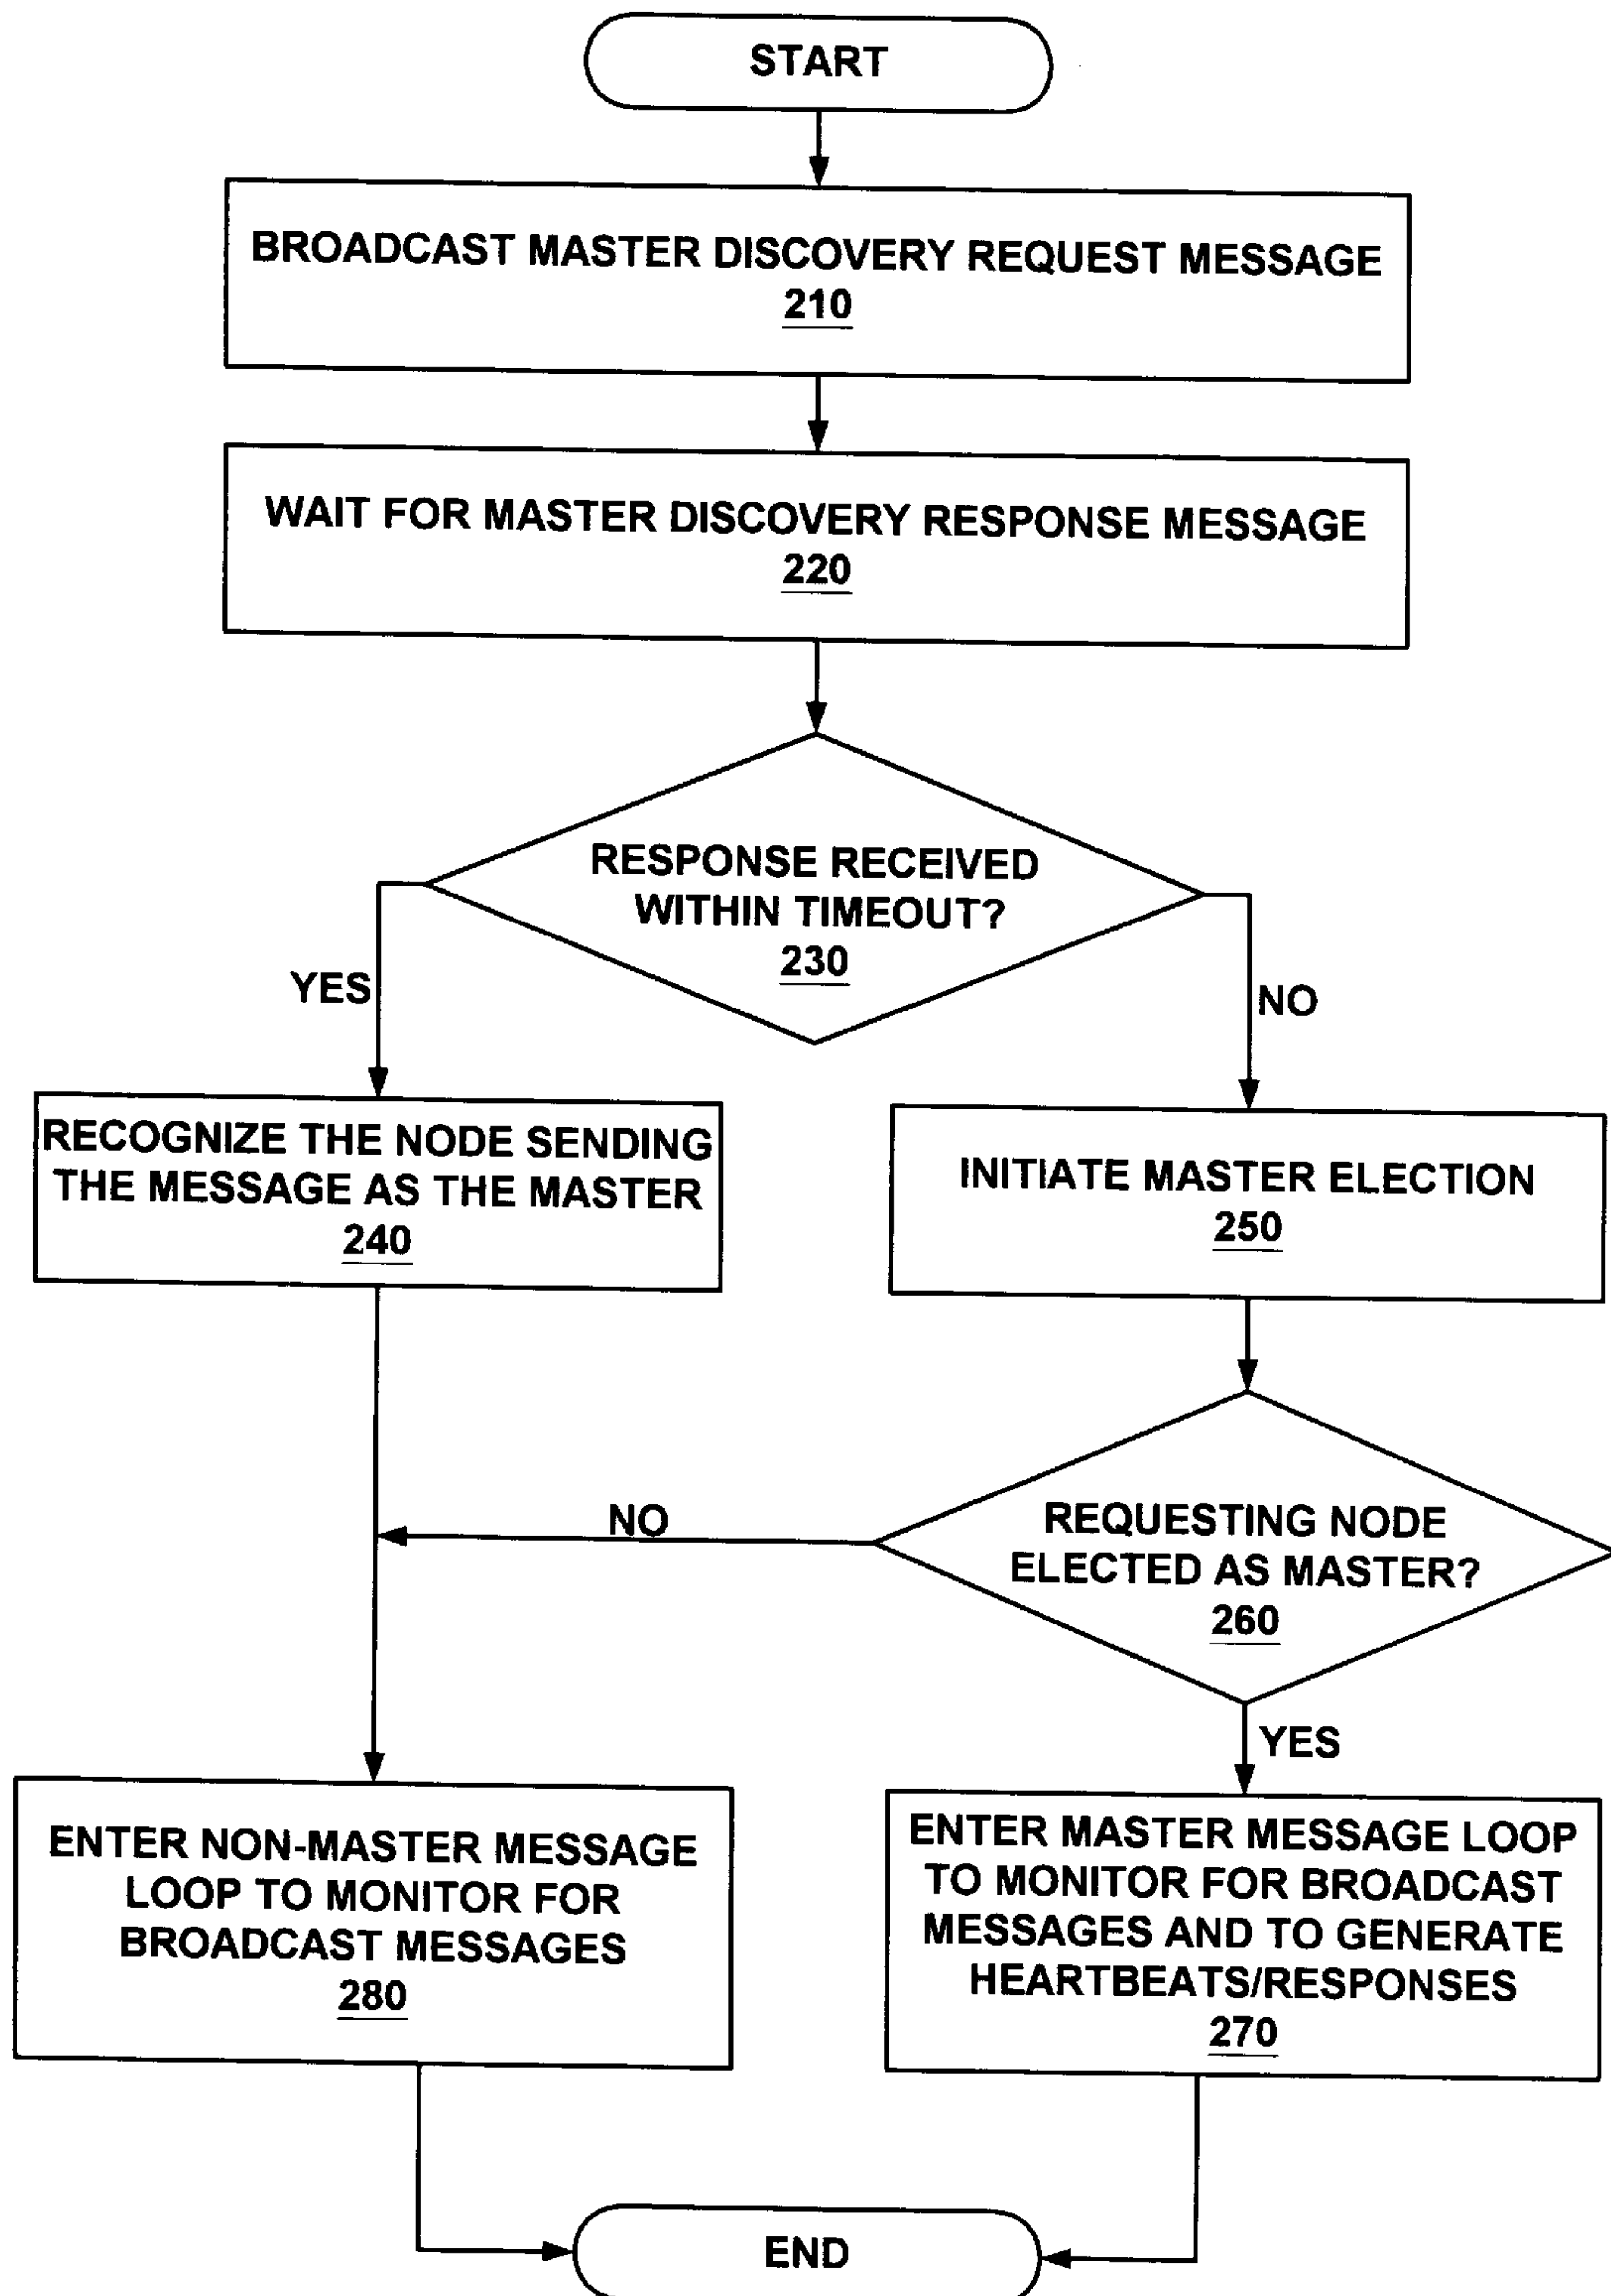 START
BROADCAST MASTER DISCOVERY REQUEST MESSAGE
210
WAIT FOR MASTER DISCOVERY RESPONSE MESSAGE
220
RESPONSE RECEIVED
WITHIN TIMEOUT?
230
YES
NO
RECOGNIZE THE NODE SENDING
THE MESSAGE AS THE MASTER
240
INITIATE MASTER ELECTION
250
NO
REQUESTING NODE
ELECTED AS MASTER?
260
YES
ENTER NON-MASTER MESSAGE
LOOP TO MONITOR FOR
BROADCAST MESSAGES
280
ENTER MASTER MESSAGE LOOP
TO MONITOR FOR BROADCAST
MESSAGES AND TO GENERATE
HEARTBEATS/RESPONSES
270
END